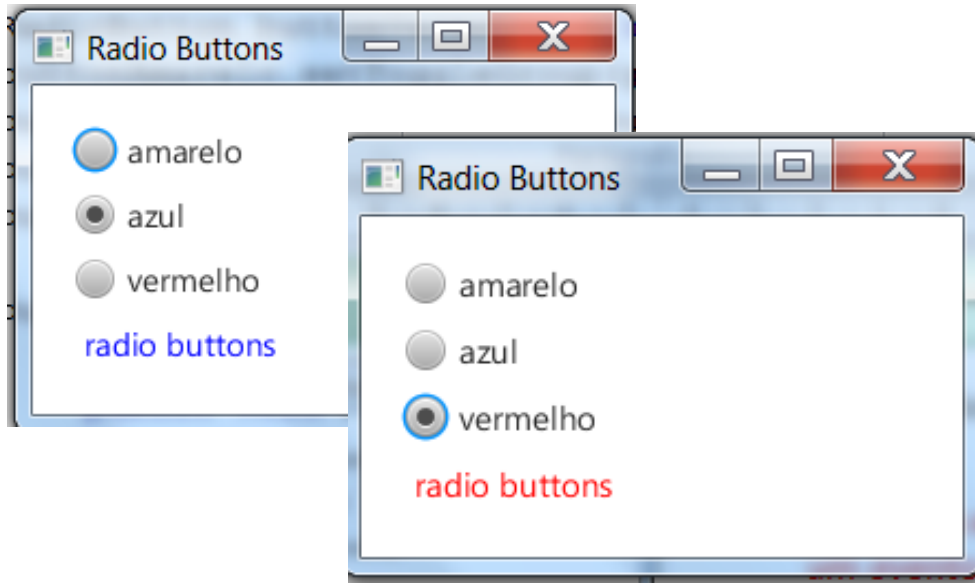 Radio Buttons
amarelo
azul
vermelho
radio buttons
Radio Buttons
amarelo
azul
vermelho
radio buttons